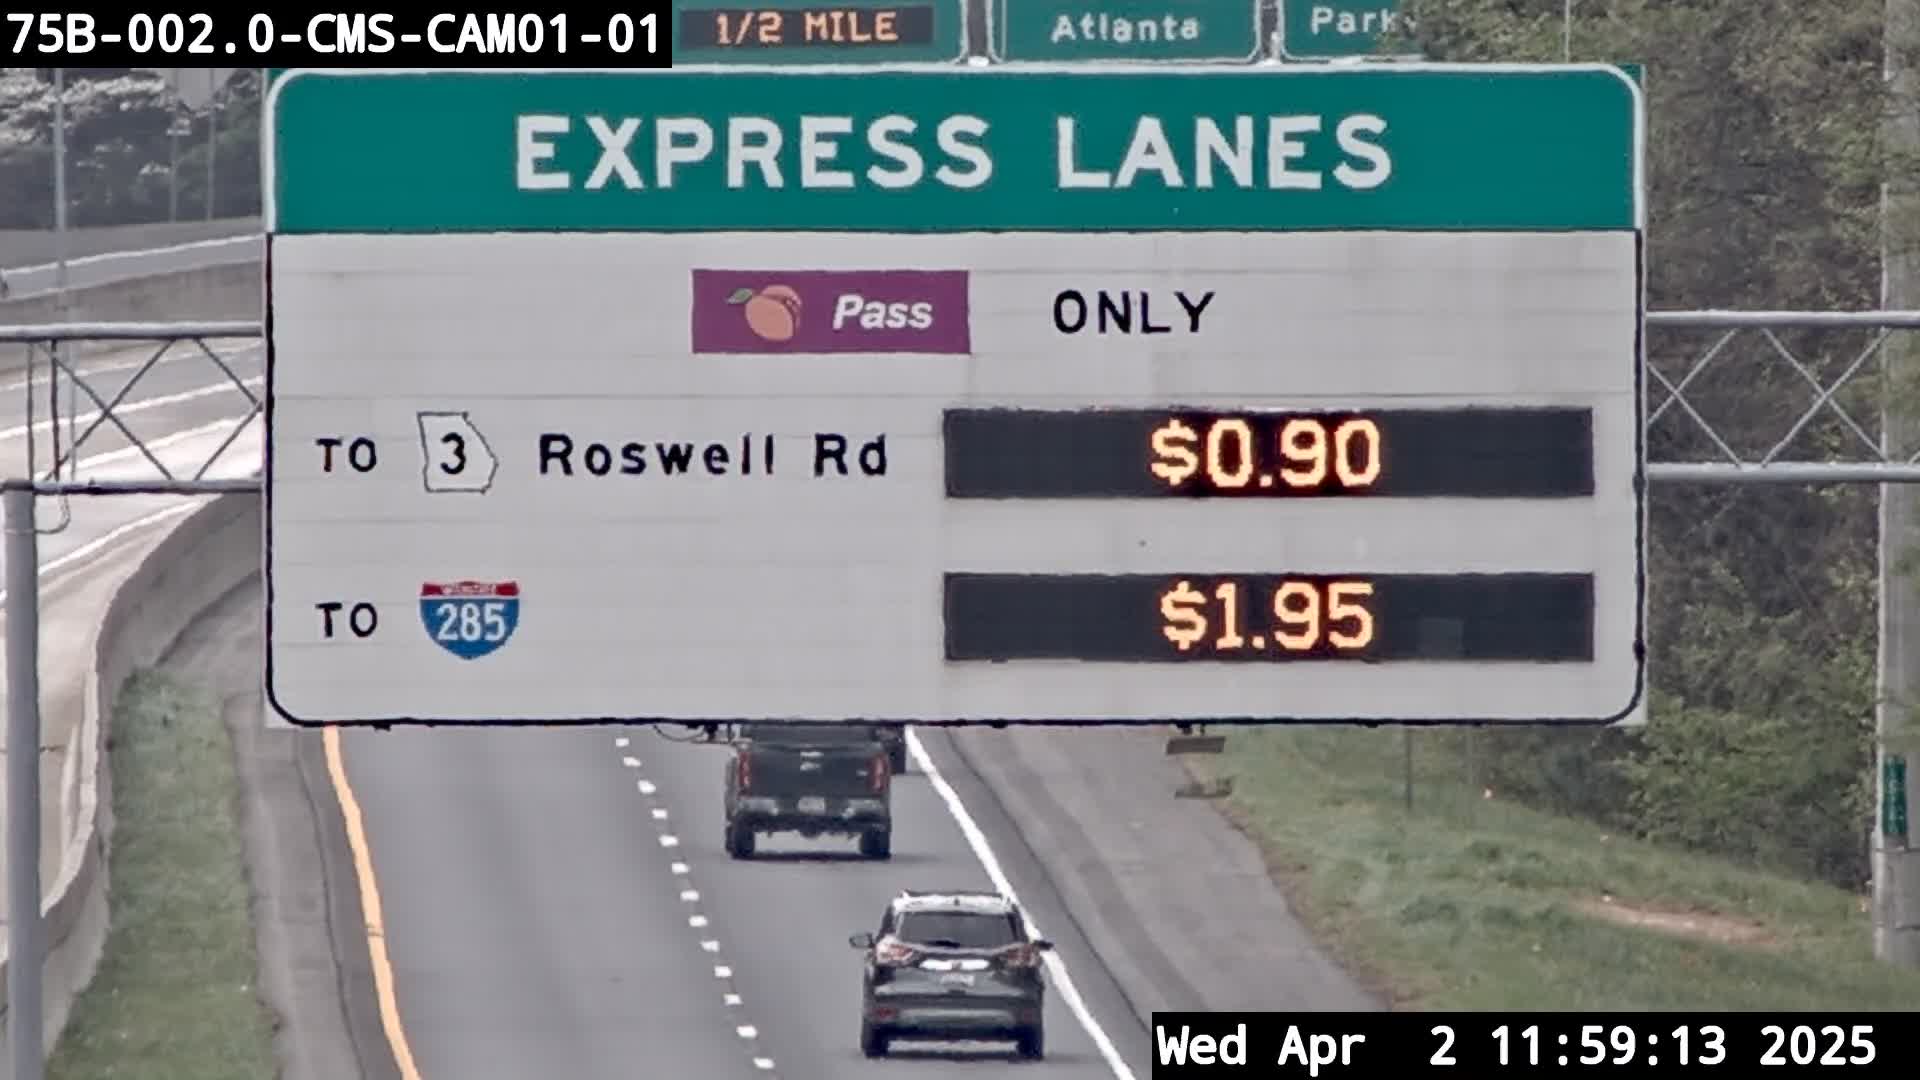 75B-002.0-CMS-CAM01-01
1/2 MILE
Atlanta
Park
EXPRESS LANES
Pass ONLY
TO 3 Roswell Rd $0.90
TO 285 $1.95
Wed Apr 2 11:59:13 2025